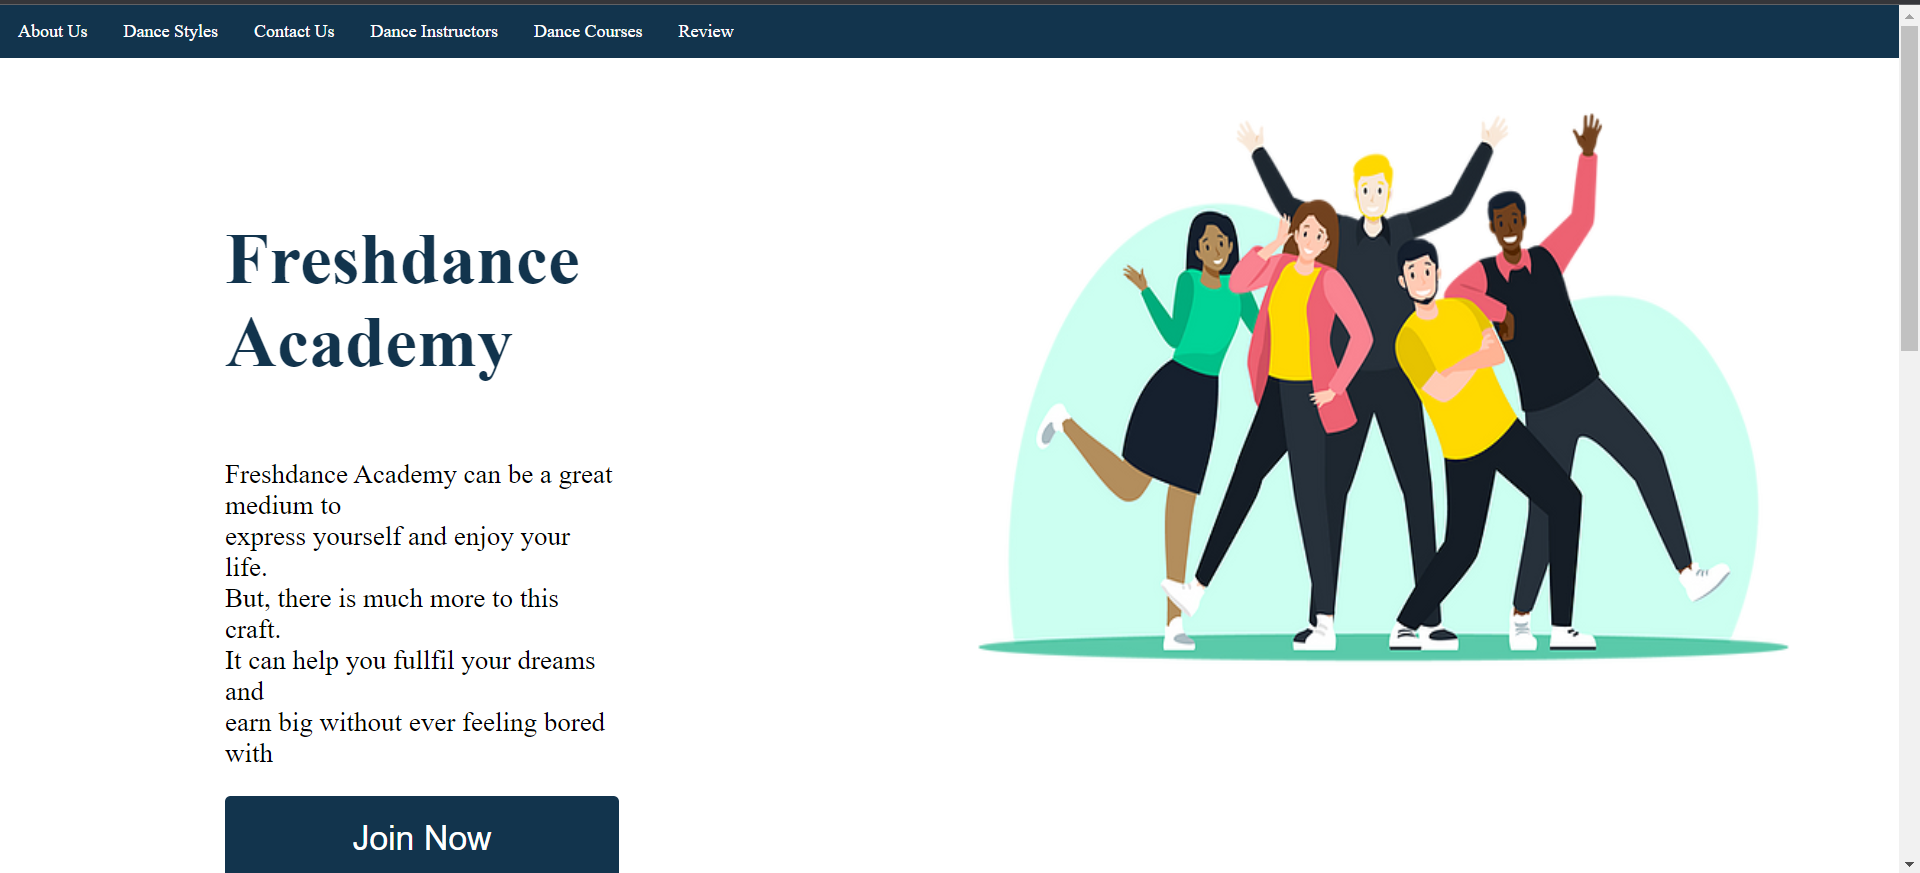 About Us Dance Styles Contact Us Dance Instructors Dance Courses Review
Freshdance
Academy
Freshdance Academy can be a great
medium to
express yourself and enjoy your
life.
But, there is much more to this
craft.
It can help you fullfil your dreams
and
earn big without ever feeling bored
with
Join Now